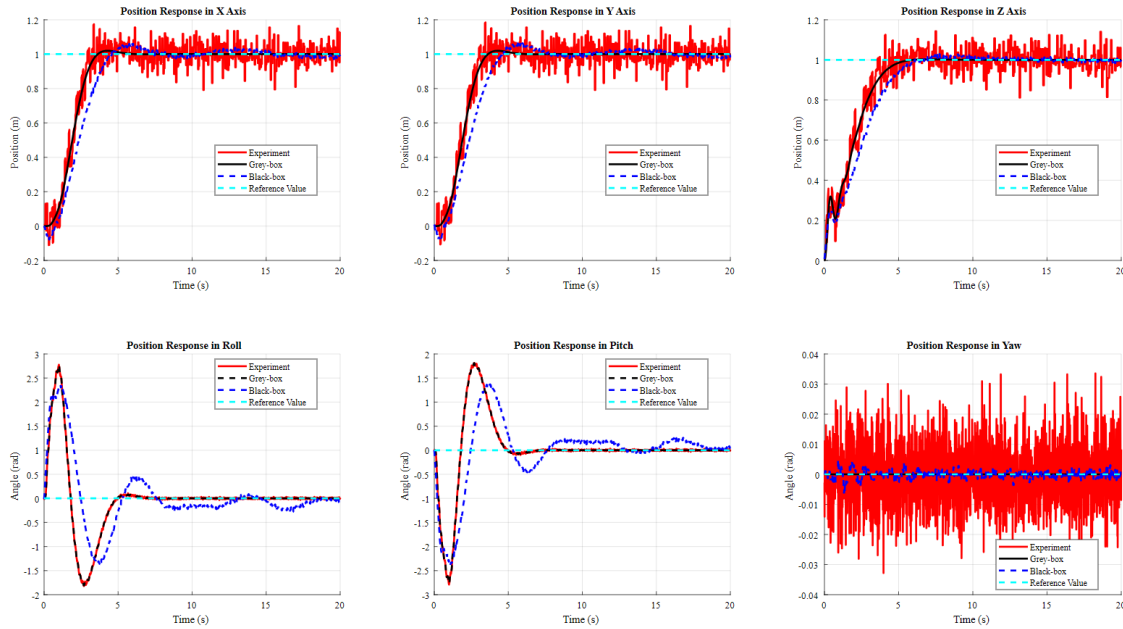 Position Response in X Axis
1.2
1
0.8
0.6
0.4
0.2
0
-0.2
Position (m)
Experiment
Grey-box
Black-box
Reference Value
0 5 10 15 20
Time (s)
Position Response in Y Axis
1.2
1
0.8
0.6
0.4
0.2
0
-0.2
Position (m)
Experiment
Grey-box
Black-box
Reference Value
0 5 10 15 20
Time (s)
Position Response in Z Axis
1.2
1
0.8
0.6
0.4
0.2
0
Position (m)
Experiment
Grey-box
Black-box
Reference Value
0 5 10 15 20
Time (s)
Position Response in Roll
3
2.5
2
1.5
1
0.5
0
-0.5
-1
-1.5
-2
Angle (rad)
Experiment
Grey-box
Black-box
Reference Value
0 5 10 15 20
Time (s)
Position Response in Pitch
2
1.5
1
0.5
0
-0.5
-1
-1.5
-2
-2.5
-3
Angle (rad)
Experiment
Grey-box
Black-box
Reference Value
0 5 10 15 20
Time (s)
Position Response in Yaw
0.04
0.03
0.02
0.01
0
-0.01
-0.02
-0.03
-0.04
Angle (rad)
Experiment
Grey-box
Black-box
Reference Value
0 5 10 15 20
Time (s)